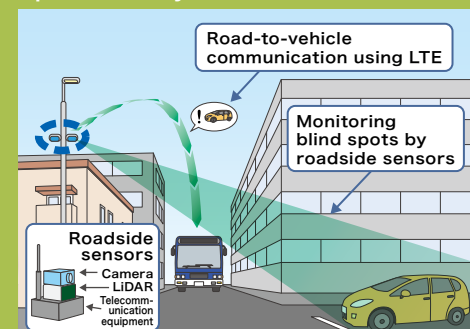 Road-to-vehicle
communication using LTE
!
Monitoring
blind spots by
roadside sensors
Roadside
sensors
Camera
LiDAR
Telecomm-
unication
equipment